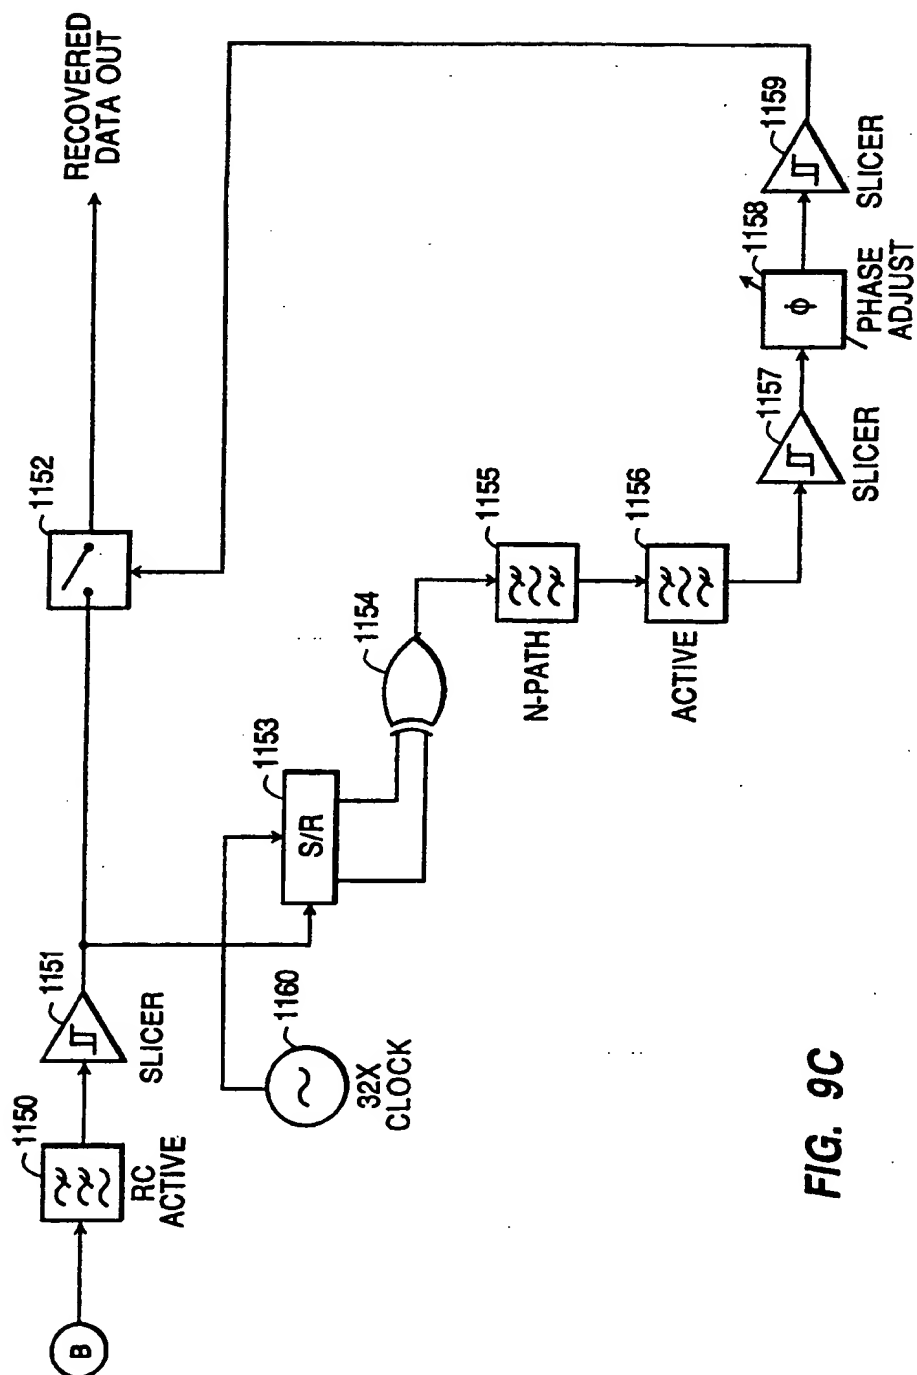 B
1150
RC
ACTIVE
1151
SLICER
1152
RECOVERED
DATA OUT
1160
32X
CLOCK
1153
S/R
1154
1155
N-PATH
1156
ACTIVE
1157
SLICER
1158
ϕ
PHASE
ADJUST
1159
SLICER
FIG. 9C